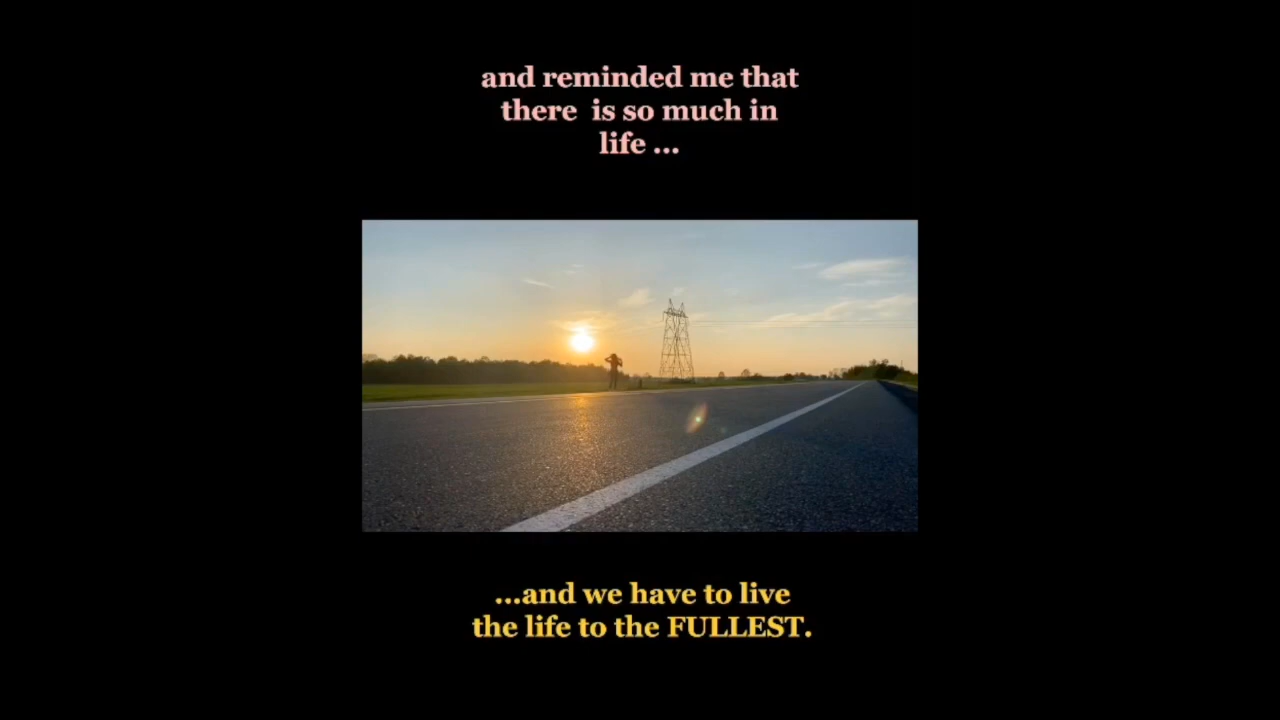 and reminded me that
there  is so much in
life ...
...and we have to live
the life to the FULLEST.